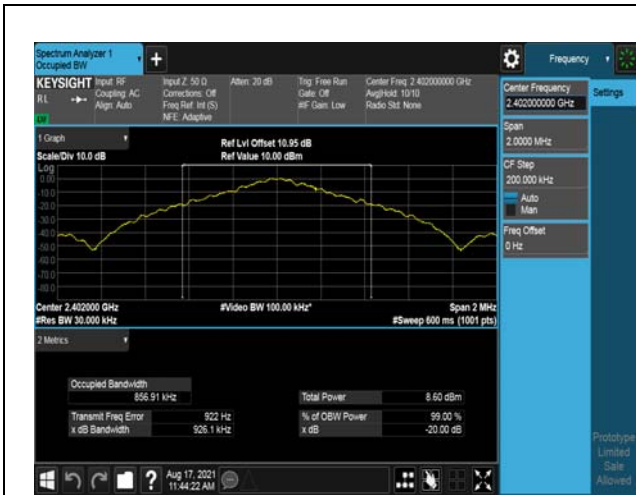 Spectrum Analyzer 1
Occupied BW
+
Frequency
KEYSIGHT
RL
Input: RF
Coupling: AC
Align: Auto
Input Z: 50 Ω
Corrections: Off
Freq Ref: Int (S)
NFE: Adaptive
Atten: 20 dB
Trig: Free Run
Gate: Off
#IF Gain: Low
Center Freq: 2.402000000 GHz
Avg|Hold: 10/10
Radio Std: None
Center Frequency
2.402000000 GHz
Settings
Span
2.0000 MHz
CF Step
200.000 kHz
Auto
Man
Freq Offset
0 Hz
1 Graph
Scale/Div 10.0 dB
Ref Lvl Offset 10.95 dB
Ref Value 10.00 dBm
Log
0.00
-10.0
-20.0
-30.0
-40.0
-50.0
-60.0
-70.0
-80.0
Center 2.402000 GHz
#Video BW 100.00 kHz*
Span 2 MHz
#Res BW 30.000 kHz
#Sweep 600 ms (1001 pts)
2 Metrics
Occupied Bandwidth
856.91 kHz
Total Power 8.60 dBm
Transmit Freq Error 922 Hz
% of OBW Power 99.00 %
x dB Bandwidth 926.1 kHz
x dB -20.00 dB
Prototype
Limited
Sale
Allowed
?
Aug 17, 2021
11:44:22 AM